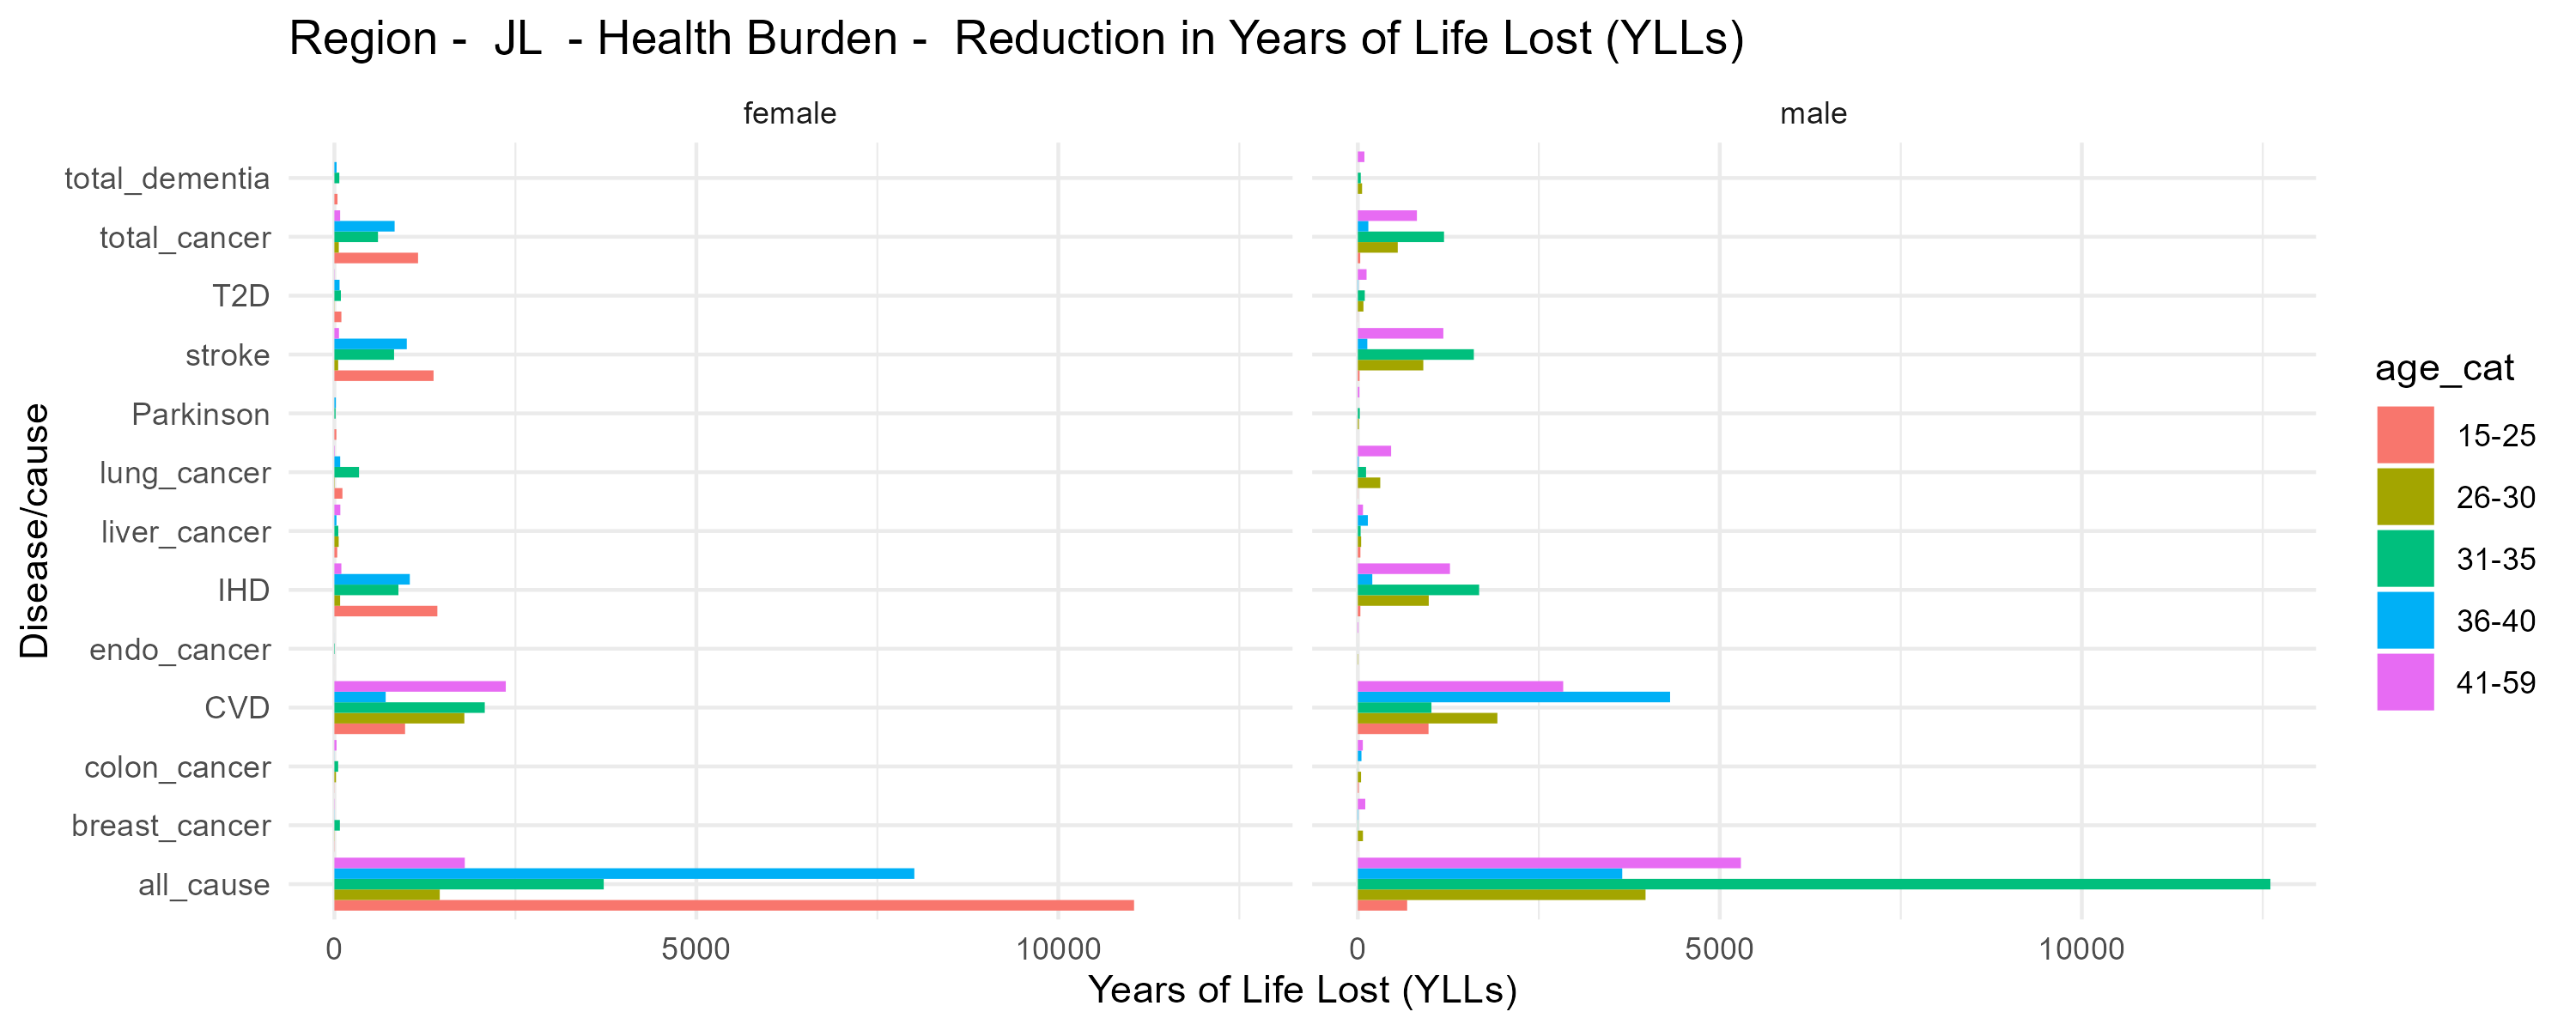 Region -  JL  - Health Burden -  Reduction in Years of Life Lost (YLLs)
female
male
Disease/cause
total_dementia
total_cancer
T2D
stroke
Parkinson
lung_cancer
liver_cancer
IHD
endo_cancer
CVD
colon_cancer
breast_cancer
all_cause
0
5000
10000
0
5000
10000
Years of Life Lost (YLLs)
age_cat
15-25
26-30
31-35
36-40
41-59